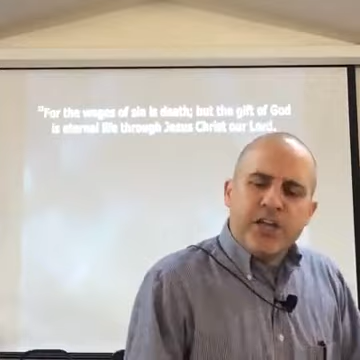 "For the wages of sin is death; but the gift of God
is eternal life through Jesus Christ our Lord.